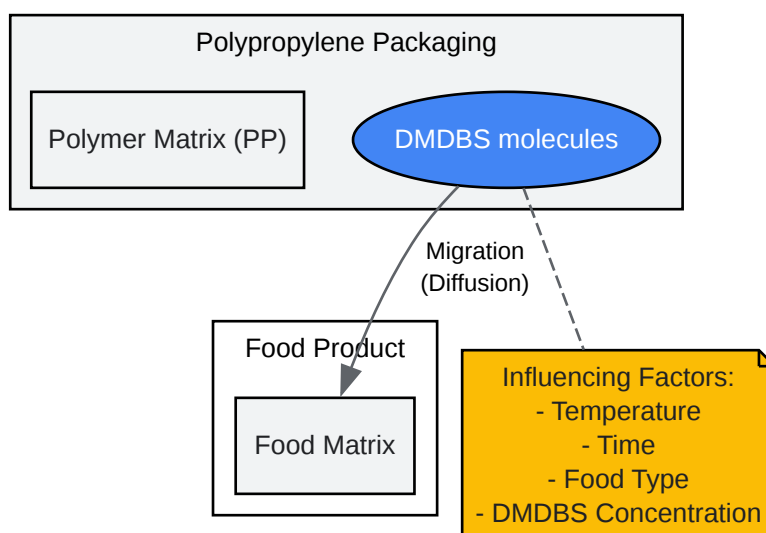 Polypropylene Packaging
Polymer Matrix (PP)
DMDBS molecules
Migration
(Diffusion)
Food Product
Food Matrix
Influencing Factors:
- Temperature
- Time
- Food Type
- DMDBS Concentration